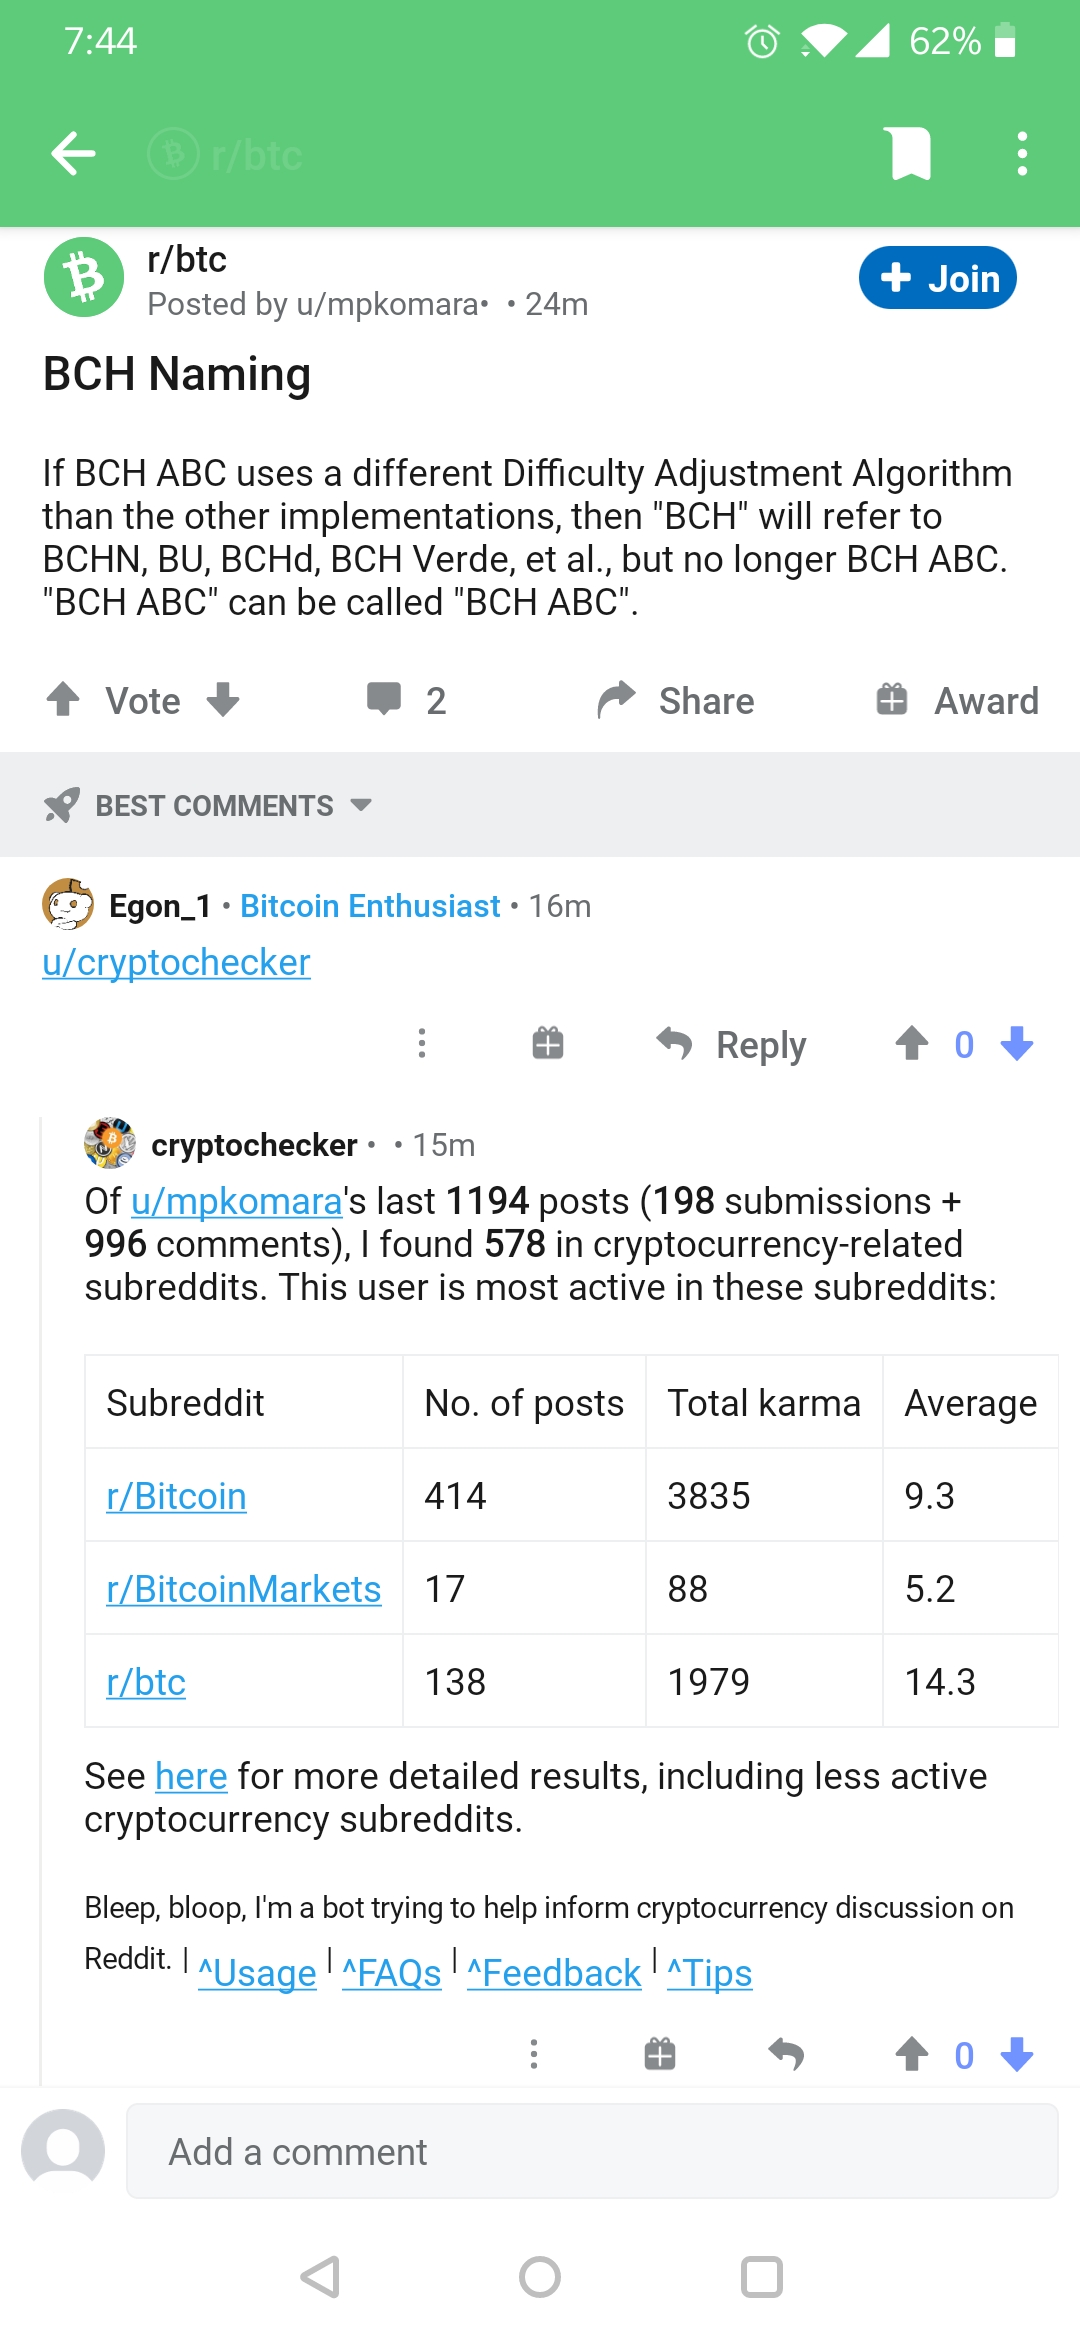 7:44
62%
r/btc
r/btc
Posted by u/mpkomara• • 24m
Join
BCH Naming
If BCH ABC uses a different Difficulty Adjustment Algorithm
than the other implementations, then "BCH" will refer to
BCHN, BU, BCHd, BCH Verde, et al., but no longer BCH ABC.
"BCH ABC" can be called "BCH ABC".
Vote
2
Share
Award
BEST COMMENTS
Egon_1 • Bitcoin Enthusiast • 16m
u/cryptochecker
Reply
0
cryptochecker • • 15m
Of u/mpkomara's last 1194 posts (198 submissions +
996 comments), I found 578 in cryptocurrency-related
subreddits. This user is most active in these subreddits:
Subreddit No. of posts Total karma Average
r/Bitcoin 414 3835 9.3
r/BitcoinMarkets 17 88 5.2
r/btc 138 1979 14.3
See here for more detailed results, including less active
cryptocurrency subreddits.
Bleep, bloop, I'm a bot trying to help inform cryptocurrency discussion on
Reddit. | ^Usage | ^FAQs | ^Feedback | ^Tips
0
Add a comment